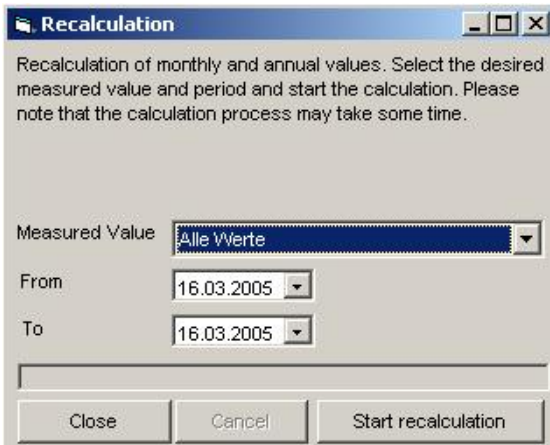 Recalculation
Recalculation of monthly and annual values. Select the desired
measured value and period and start the calculation. Please
note that the calculation process may take some time.
Measured Value Alle Werte
From 16.03.2005
To 16.03.2005
Close Cancel Start recalculation